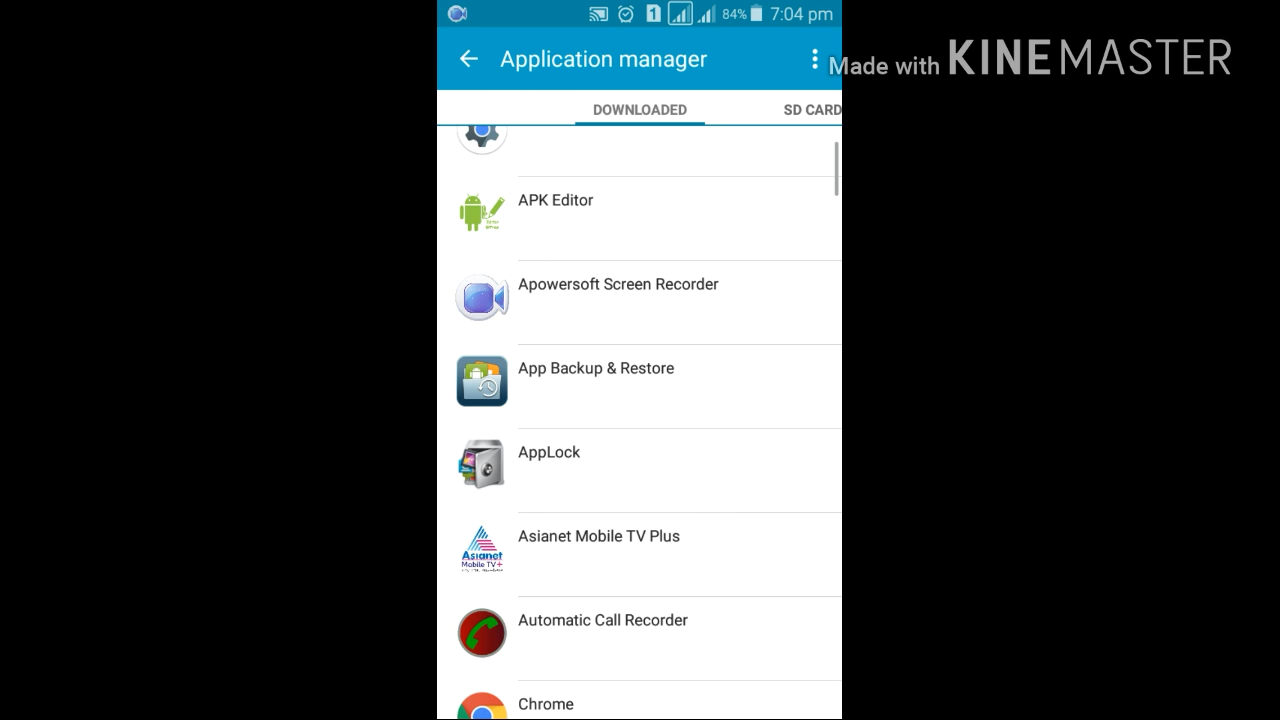 84% 7:04 pm
Application manager
Made with KINEMASTER
DOWNLOADED SD CARD
APK Editor
Apowersoft Screen Recorder
App Backup & Restore
AppLock
Asianet Mobile TV Plus
Asianet
Mobile TV+
Automatic Call Recorder
Chrome